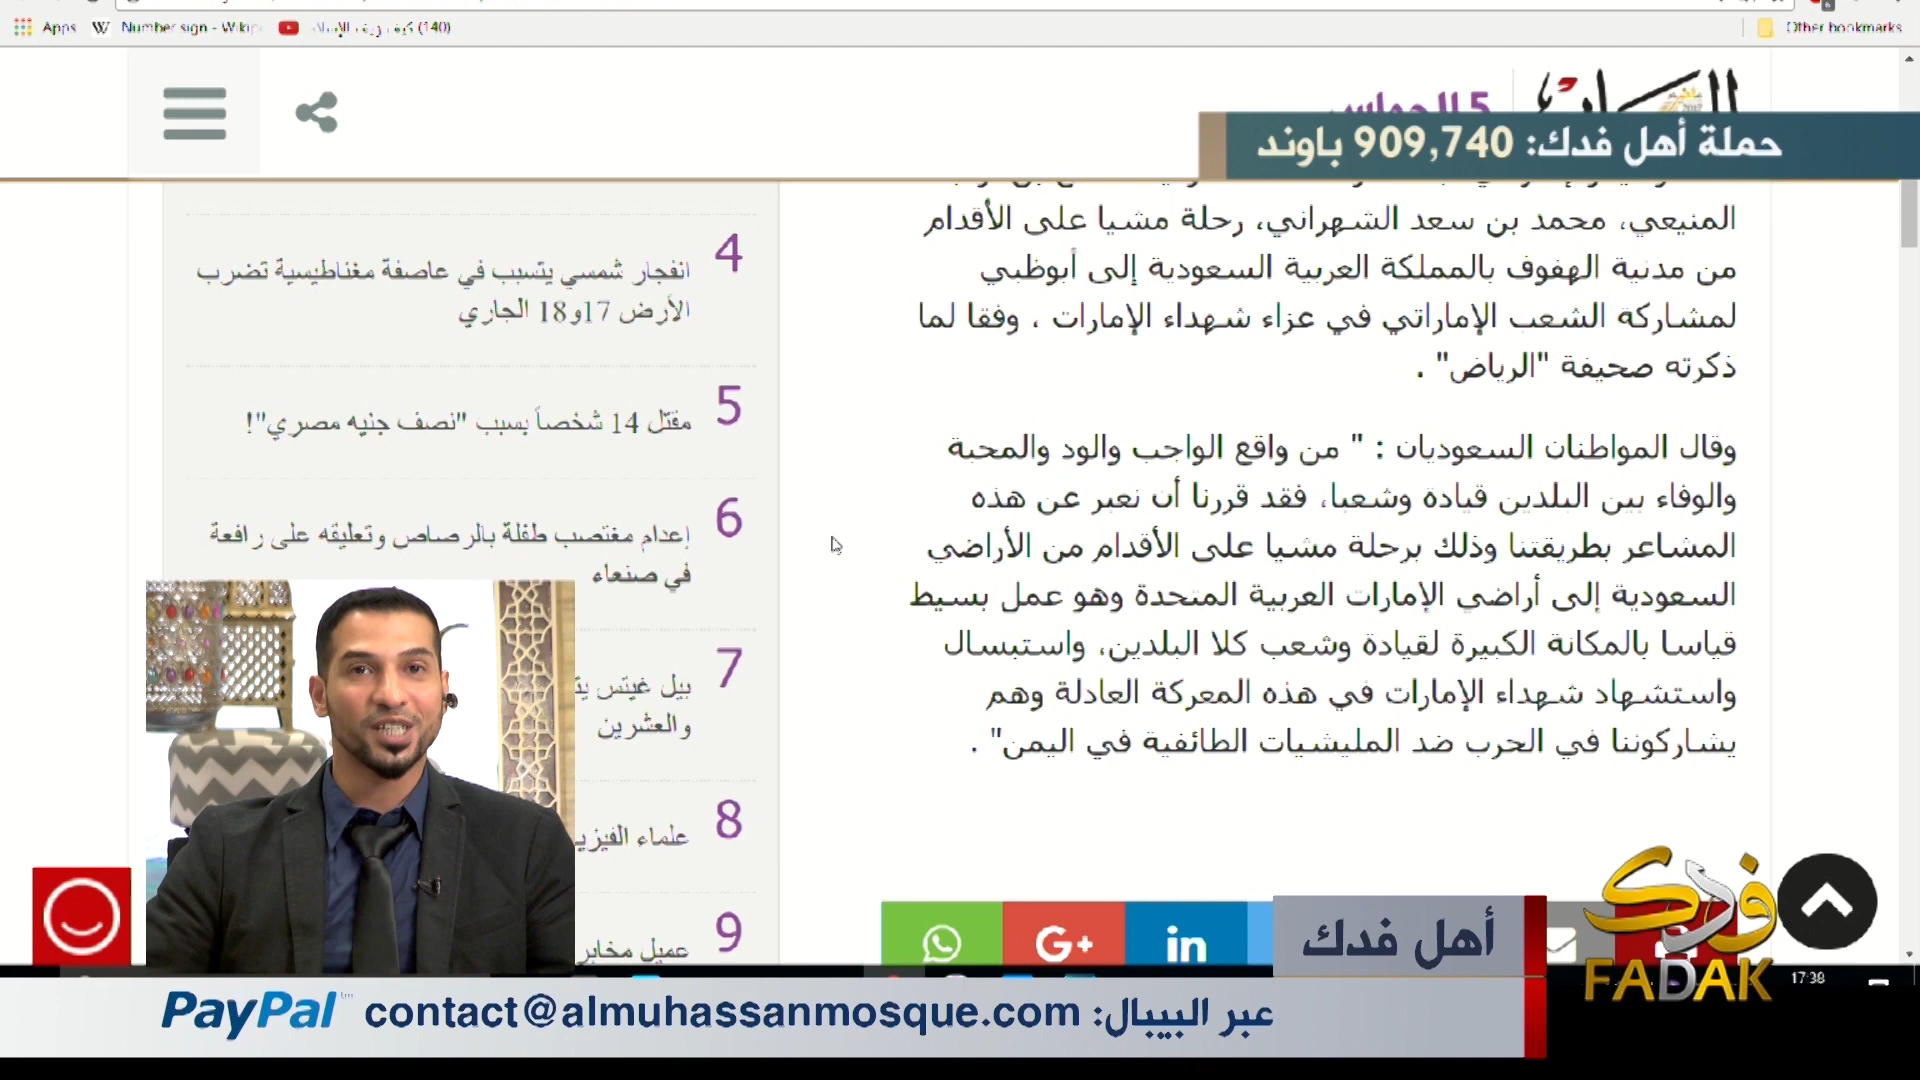 Apps
Number sign - Wikip
Other bookmarks
حملة أهل فدك: 909,740 باوند
المنيعي، محمد بن سعد الشهراني، رحلة مشيا على الأقدام
من مدنية الهفوف بالمملكة العربية السعودية إلى أبوظبي
لمشاركة الشعب الإماراتي في عزاء شهداء الإمارات ، وفقا لما
ذكرته صحيفة "الرياض" .
وقال المواطنان السعوديان : " من واقع الواجب والود والمحبة
والوفاء بين البلدين قيادة وشعبا، فقد قررنا أن نعبر عن هذه
المشاعر بطريقتنا وذلك برحلة مشيا على الأقدام من الأراضي
السعودية إلى أراضي الإمارات العربية المتحدة وهو عمل بسيط
قياسا بالمكانة الكبيرة لقيادة وشعب كلا البلدين، واستبسال
واستشهاد شهداء الإمارات في هذه المعركة العادلة وهم
يشاركوننا في الحرب ضد المليشيات الطائفية في اليمن" .
4
انفجار شمسي يتسبب في عاصفة مغناطيسية تضرب
الأرض 17و18 الجاري
5
مقتل 14 شخصاً بسبب "نصف جنيه مصري"!
6
إعدام مغتصب طفلة بالرصاص وتعليقه على رافعة
في صنعاء
7
بيل غيتس
والعشرين
8
علماء
9
عميل
G+
in
أهل فدك
فدك
FADAK
17:38
عبر البيبال: contact@almuhassanmosque.com
PayPal